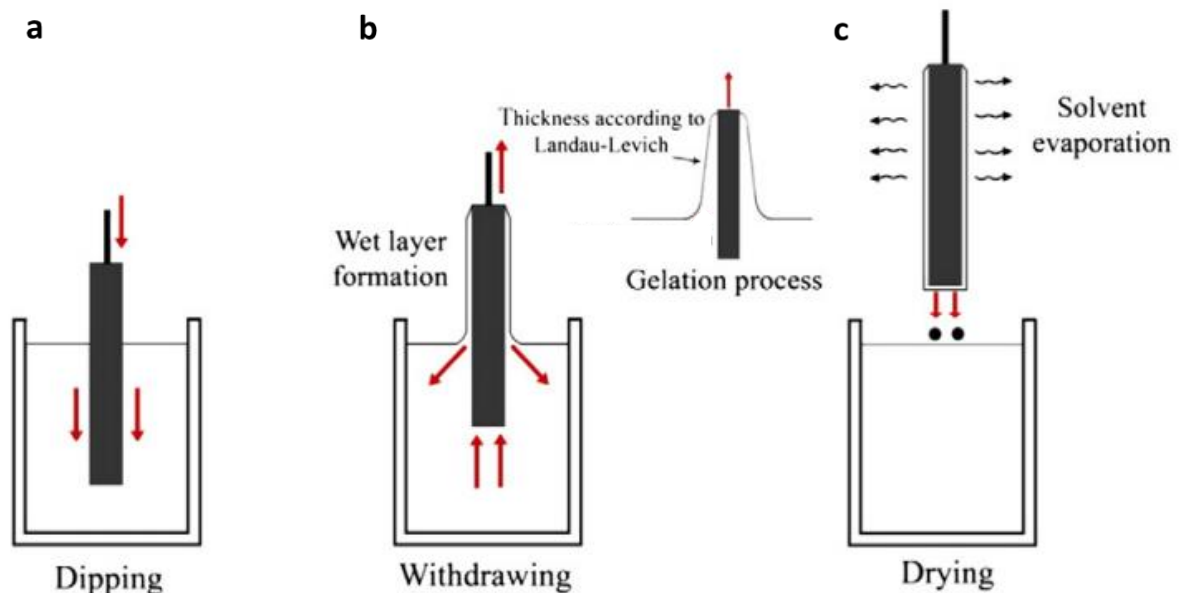 a
b
c
Dipping
Wet layer
formation
Withdrawing
Thickness according to
Landau-Levich
Gelation process
Solvent
evaporation
Drying